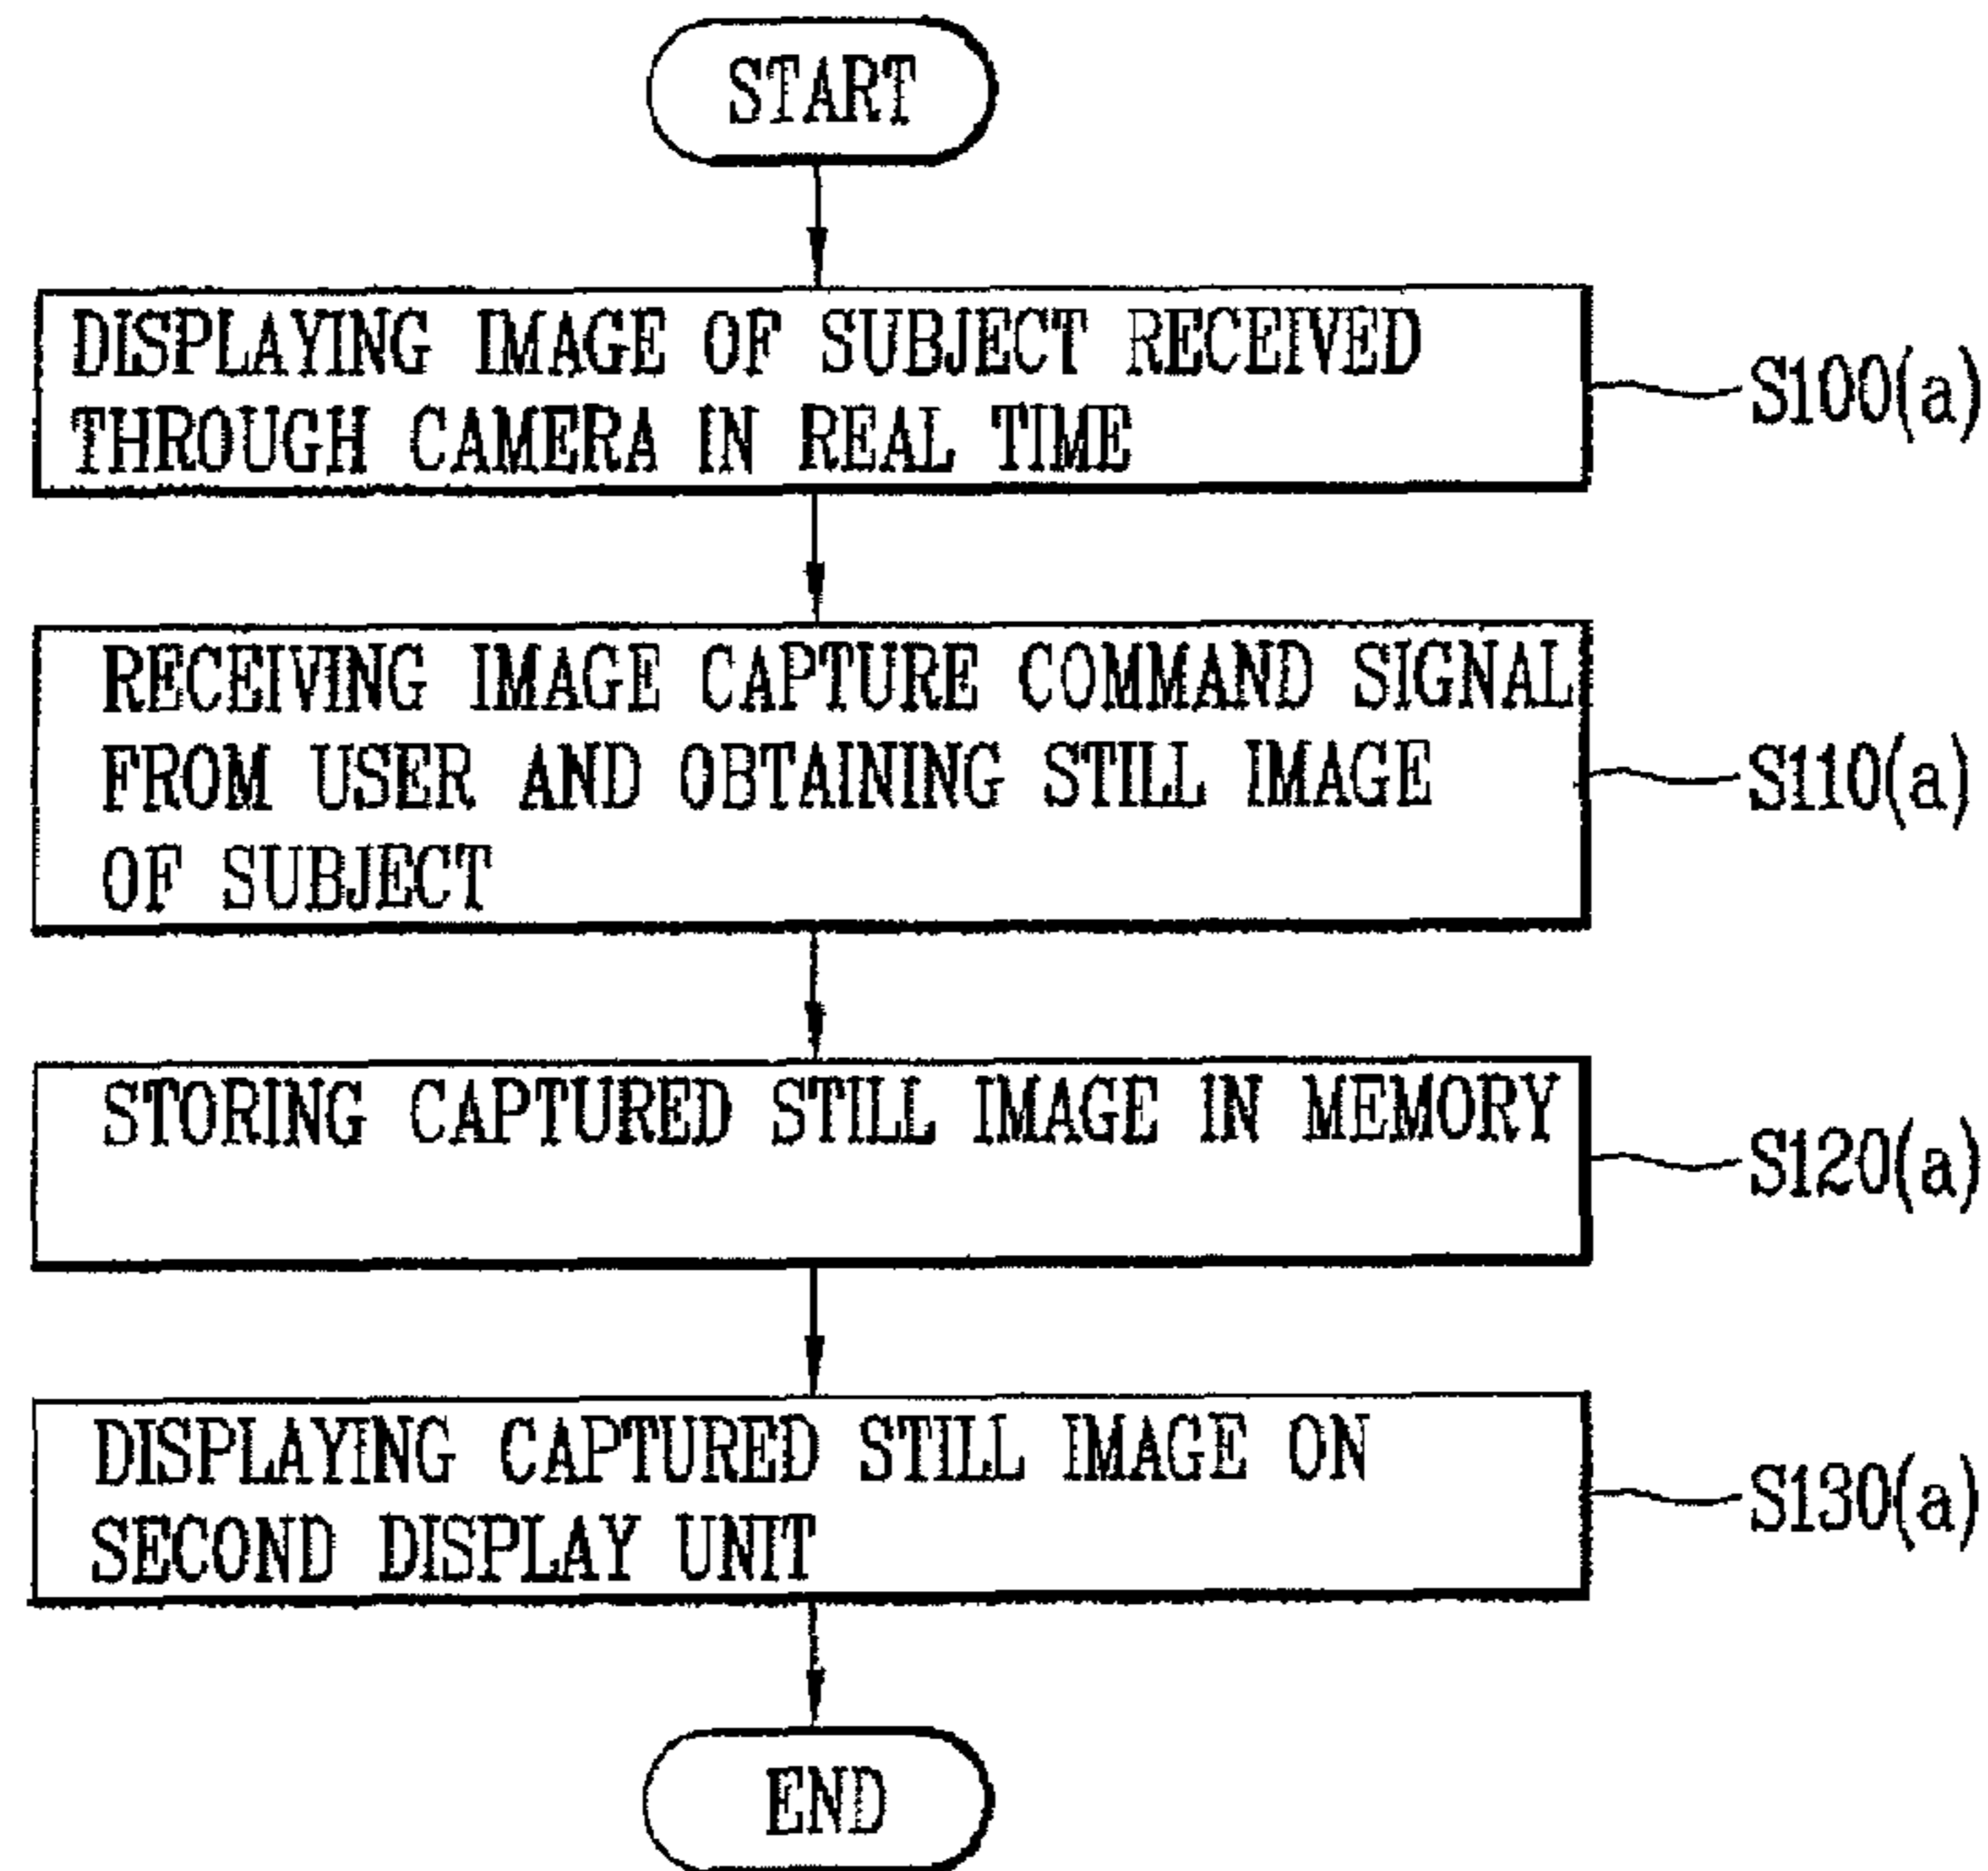 START
DISPLAYING IMAGE OF SUBJECT RECEIVED
THROUGH CAMERA IN REAL TIME
S100(a)
RECEIVING IMAGE CAPTURE COMMAND SIGNAL
FROM USER AND OBTAINING STILL IMAGE
OF SUBJECT
S110(a)
STORING CAPTURED STILL IMAGE IN MEMORY
S120(a)
DISPLAYING CAPTURED STILL IMAGE ON
SECOND DISPLAY UNIT
S130(a)
END